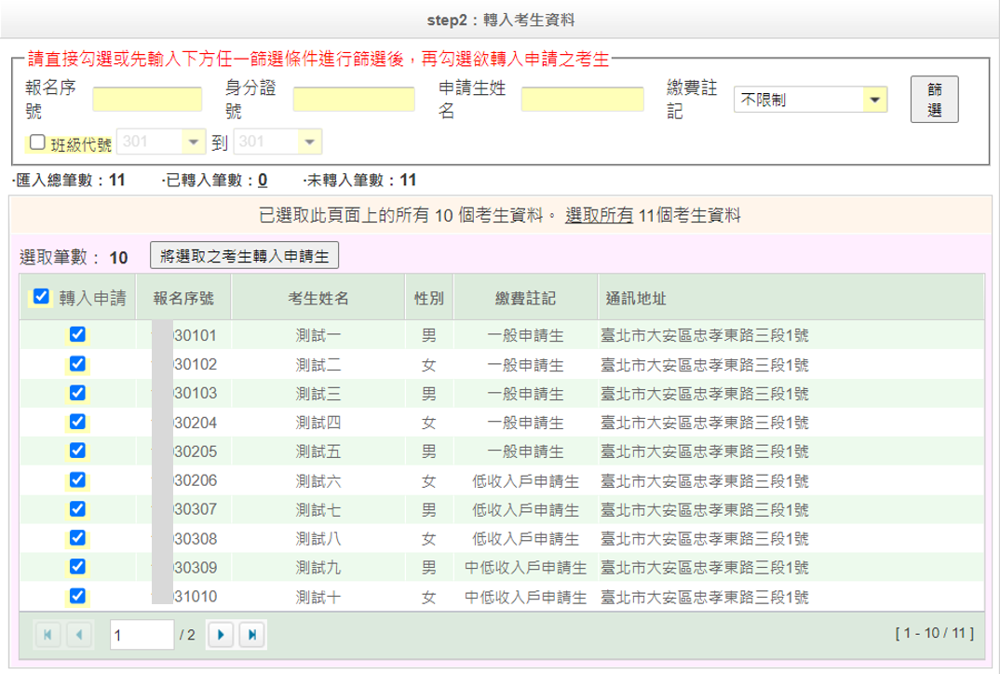 step2：轉入考生資料
請直接勾選或先輸入下方任一篩選條件進行篩選後，再勾選欲轉入申請之考生
報名序號 身分證號 申請生姓名 繳費註記 不限制 篩選
班級代號 301 到 301
·匯入總筆數：11 ·已轉入筆數：0 ·未轉入筆數：11
已選取此頁面上的所有 10 個考生資料。 選取所有 11個考生資料
選取筆數： 10 將選取之考生轉入申請生
轉入申請 報名序號 考生姓名 性別 繳費註記 通訊地址
30101 測試一 男 一般申請生 臺北市大安區忠孝東路三段1號
30102 測試二 女 一般申請生 臺北市大安區忠孝東路三段1號
30103 測試三 男 一般申請生 臺北市大安區忠孝東路三段1號
30204 測試四 女 一般申請生 臺北市大安區忠孝東路三段1號
30205 測試五 男 一般申請生 臺北市大安區忠孝東路三段1號
30206 測試六 女 低收入戶申請生 臺北市大安區忠孝東路三段1號
30307 測試七 男 低收入戶申請生 臺北市大安區忠孝東路三段1號
30308 測試八 女 低收入戶申請生 臺北市大安區忠孝東路三段1號
30309 測試九 男 中低收入戶申請生 臺北市大安區忠孝東路三段1號
31010 測試十 女 中低收入戶申請生 臺北市大安區忠孝東路三段1號
1 / 2 [ 1 - 10 / 11 ]